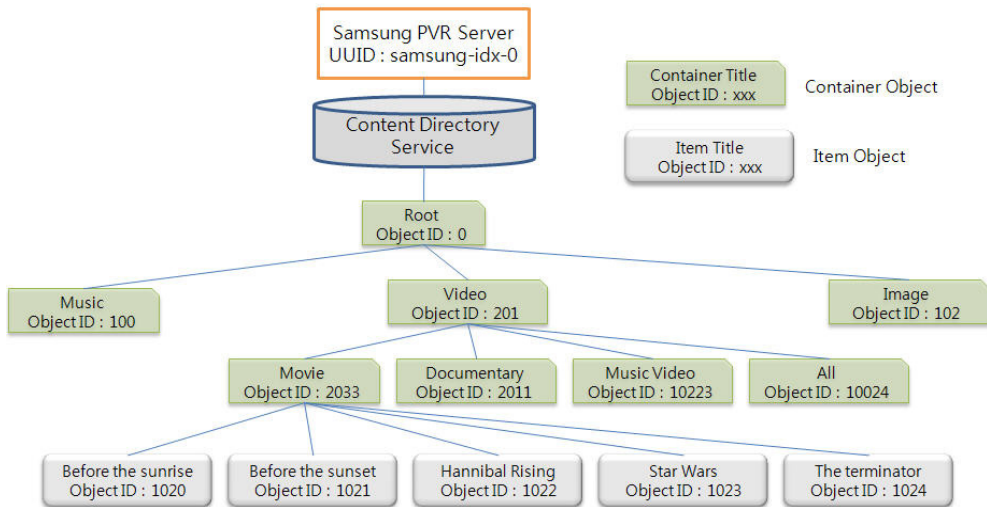 Samsung PVR Server
UUID : samsung-idx-0
Container Title
Object ID : xxx
Container Object
Content Directory
Service
Item Title
Object ID : xxx
Item Object
Root
Object ID : 0
Music
Object ID : 100
Video
Object ID : 201
Image
Object ID : 102
Movie
Object ID : 2033
Documentary
Object ID : 2011
Music Video
Object ID : 10223
All
Object ID : 10024
Before the sunrise
Object ID : 1020
Before the sunset
Object ID : 1021
Hannibal Rising
Object ID : 1022
Star Wars
Object ID : 1023
The terminator
Object ID : 1024